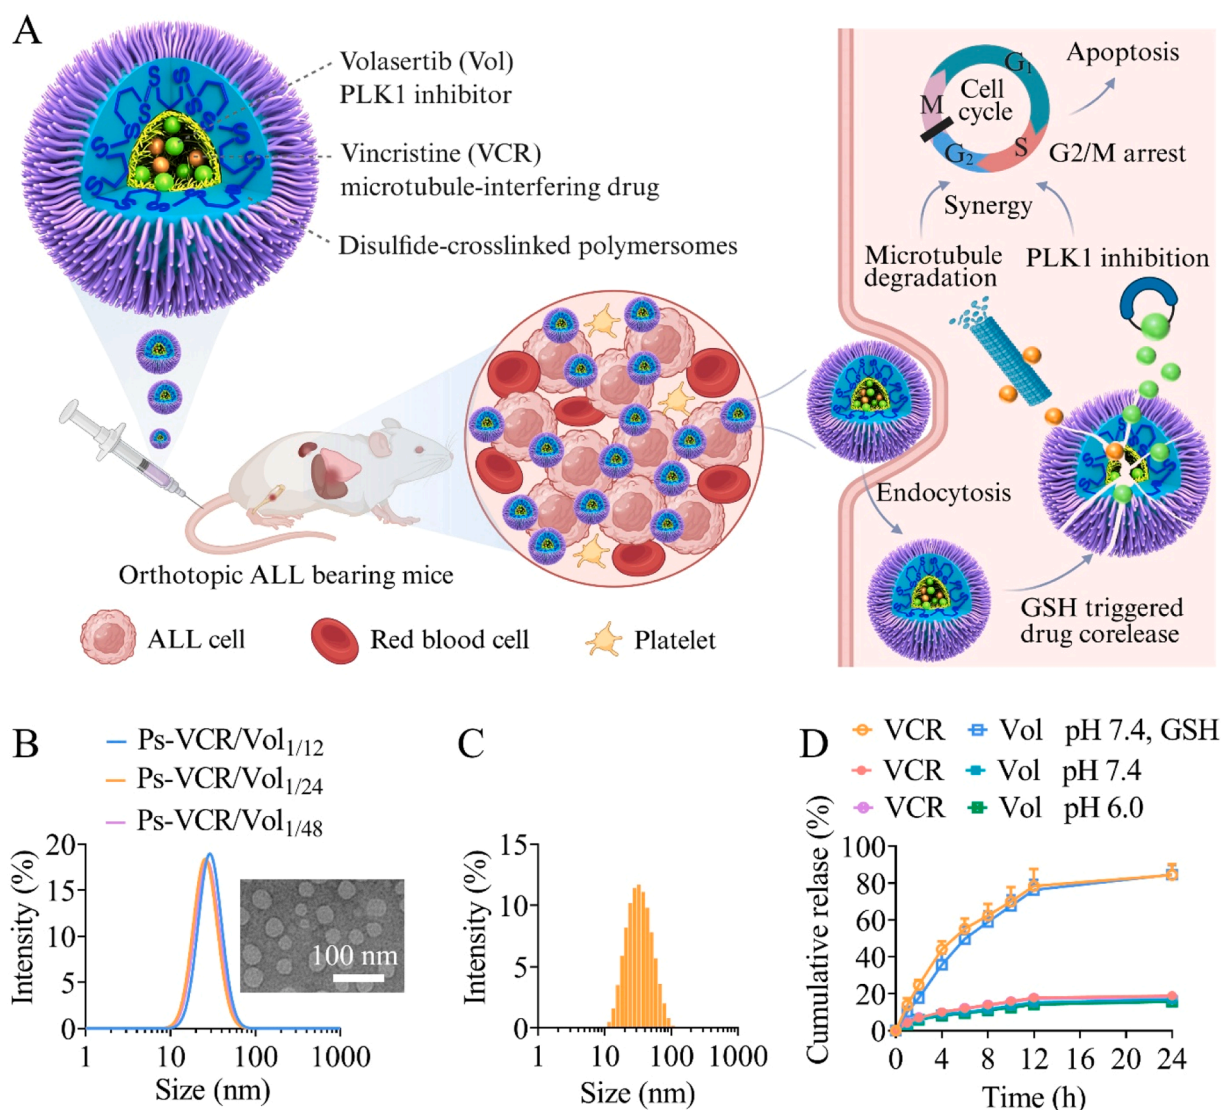 A
Volasertib (Vol)
PLK1 inhibitor
Vincristine (VCR)
microtubule-interfering drug
Disulfide-crosslinked polymersomes
S
S
S
S
S
S
S
S
Orthotopic ALL bearing mice
ALL cell
Red blood cell
Platelet
Cell
cycle
G1
M
G2
S
Apoptosis
G2/M arrest
Synergy
Microtubule
degradation
PLK1 inhibition
Endocytosis
GSH triggered
drug corelease
B
Ps-VCR/Vol1/12
Ps-VCR/Vol1/24
Ps-VCR/Vol1/48
Intensity (%)
20
15
10
5
0
100 nm
1 10 100 1000
Size (nm)
C
Intensity (%)
15
10
5
0
1 10 100 1000
Size (nm)
D
VCR Vol pH 7.4, GSH
VCR Vol pH 7.4
VCR Vol pH 6.0
Cumulative relase (%)
100
80
60
40
20
0
0 4 8 12 16 20 24
Time (h)